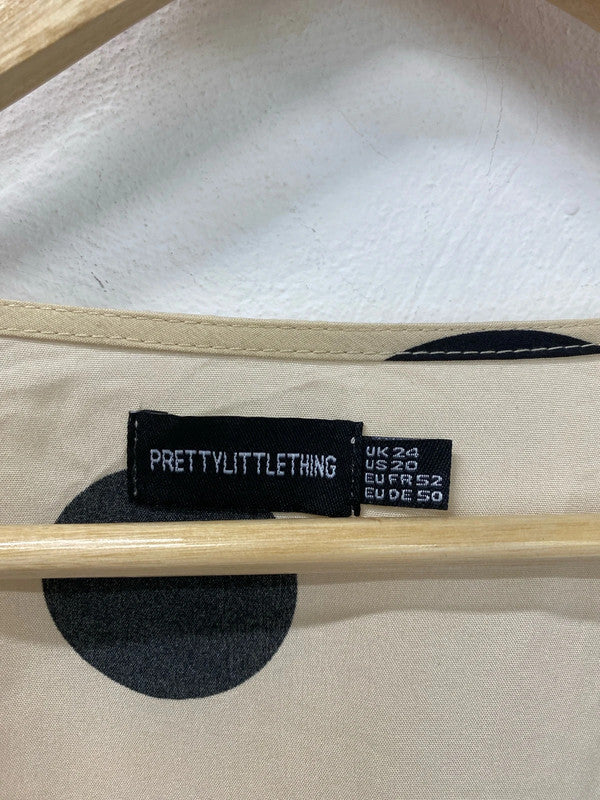 PRETTYLITTLETHING
UK 24
US 20
EU FR 52
EU DE 50